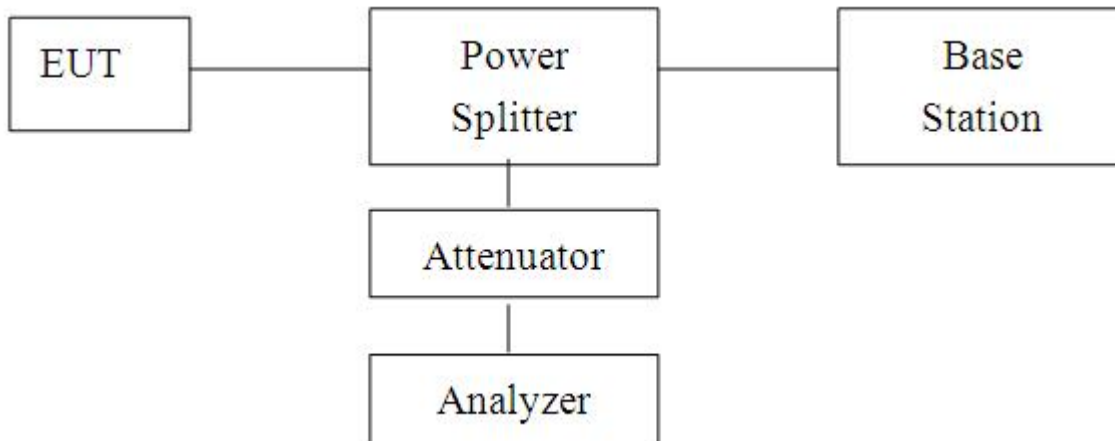 EUT
Power
Splitter
Base
Station
Attenuator
Analyzer